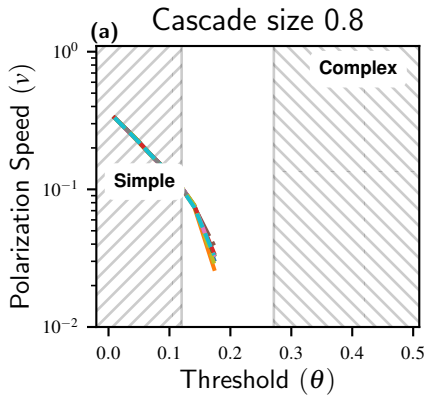 (a) Cascade size 0.8
10⁰
Complex
Polarization Speed (ν)
Simple
10⁻¹
10⁻²
0.0 0.1 0.2 0.3 0.4 0.5
Threshold (θ)